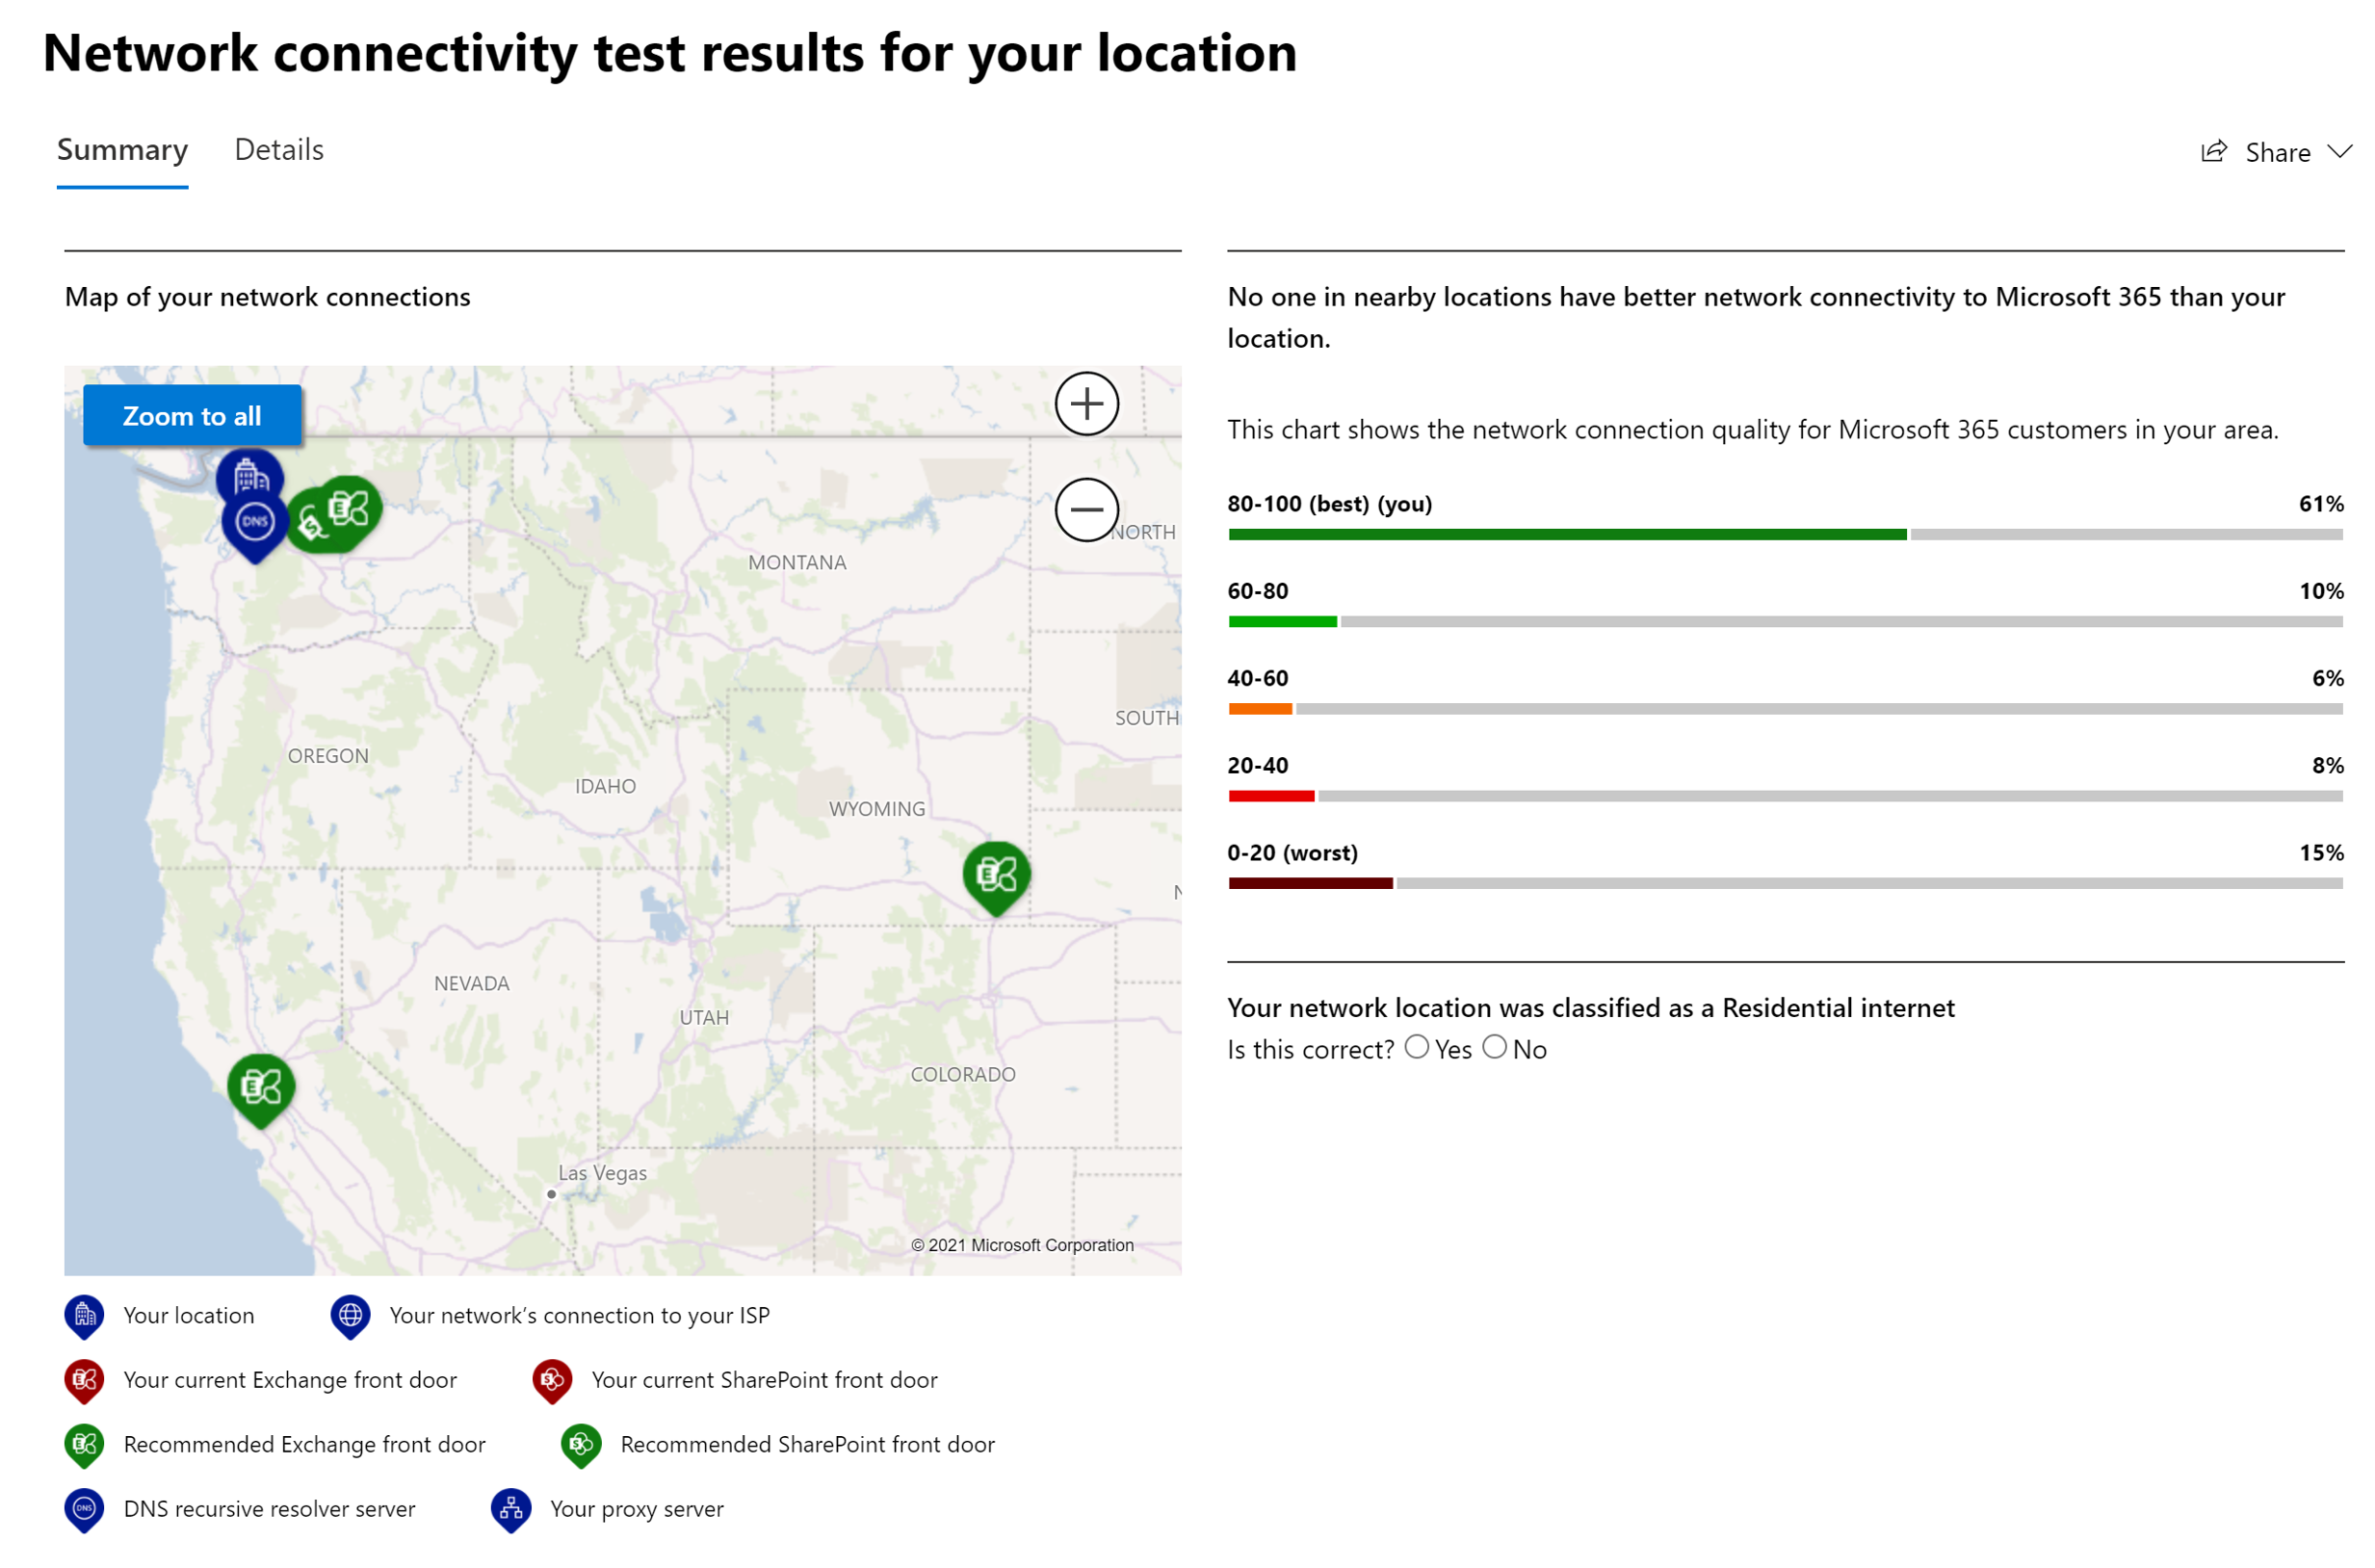 Network connectivity test results for your location
Summary
Details
Share
Map of your network connections
Zoom to all
DNS
S
E
MONTANA
NORTH
SOUTH
OREGON
IDAHO
WYOMING
E
N
NEVADA
UTAH
COLORADO
E
Las Vegas
© 2021 Microsoft Corporation
Your location
Your network’s connection to your ISP
E
Your current Exchange front door
S
Your current SharePoint front door
E
Recommended Exchange front door
S
Recommended SharePoint front door
DNS
DNS recursive resolver server
Your proxy server
No one in nearby locations have better network connectivity to Microsoft 365 than your
location.
This chart shows the network connection quality for Microsoft 365 customers in your area.
80-100 (best) (you)
61%
60-80
10%
40-60
6%
20-40
8%
0-20 (worst)
15%
Your network location was classified as a Residential internet
Is this correct? Yes No